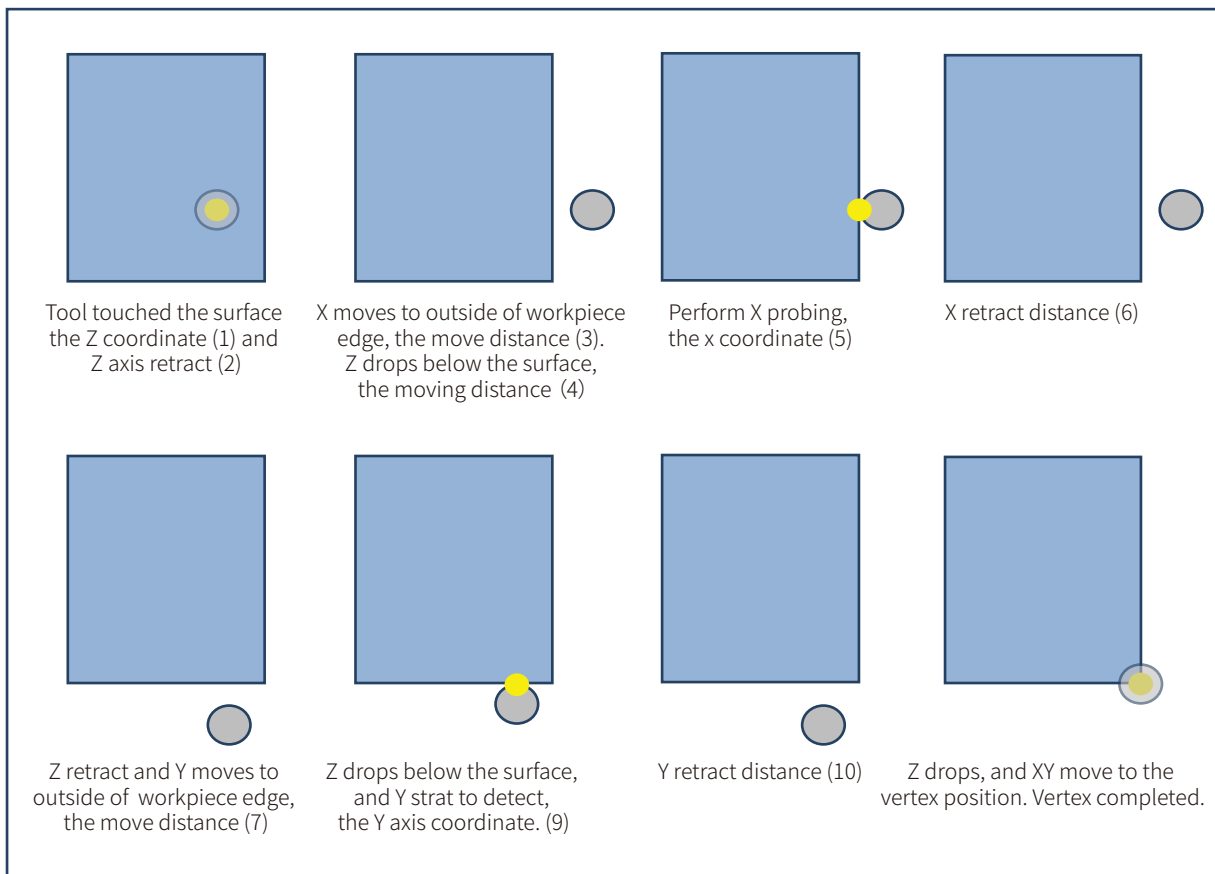 Tool touched the surface
the Z coordinate (1) and
Z axis retract (2)
X moves to outside of workpiece
edge, the move distance (3).
Z drops below the surface,
the moving distance (4)
Perform X probing,
the x coordinate (5)
X retract distance (6)
Z retract and Y moves to
outside of workpiece edge,
the move distance (7)
Z drops below the surface,
and Y strat to detect,
the Y axis coordinate. (9)
Y retract distance (10)
Z drops, and XY move to the
vertex position. Vertex completed.